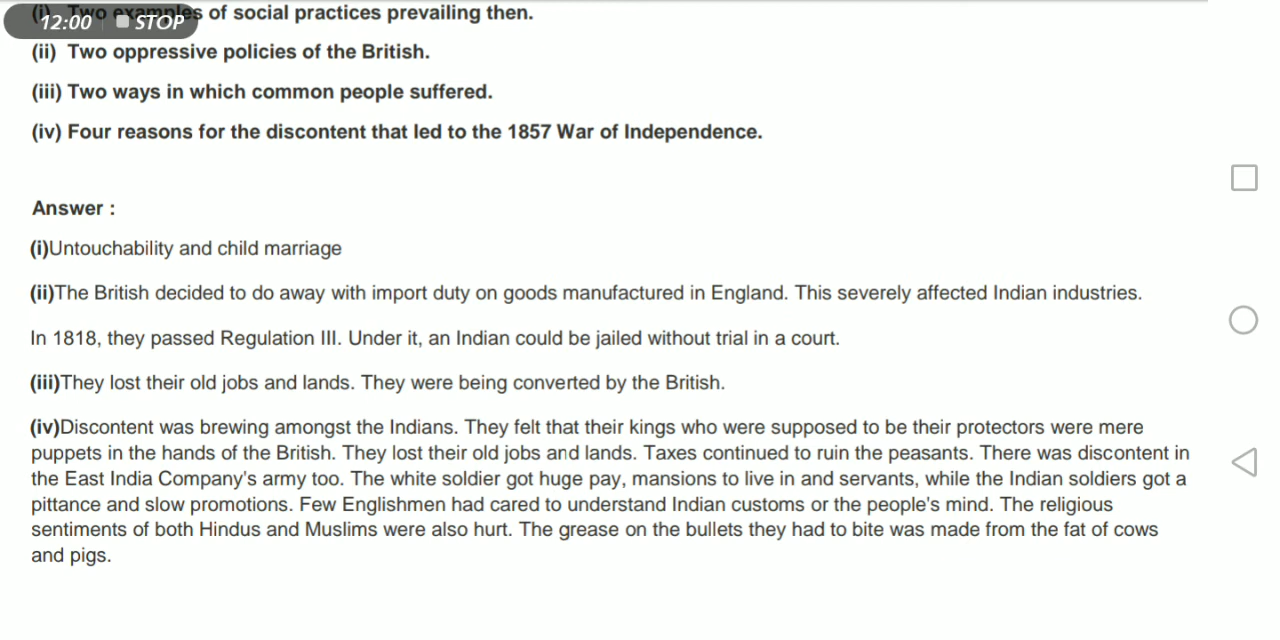 (i) Two examples of social practices prevailing then.
12:00 STOP
(ii) Two oppressive policies of the British.
(iii) Two ways in which common people suffered.
(iv) Four reasons for the discontent that led to the 1857 War of Independence.
Answer :
(i)Untouchability and child marriage
(ii)The British decided to do away with import duty on goods manufactured in England. This severely affected Indian industries.
In 1818, they passed Regulation III. Under it, an Indian could be jailed without trial in a court.
(iii)They lost their old jobs and lands. They were being converted by the British.
(iv)Discontent was brewing amongst the Indians. They felt that their kings who were supposed to be their protectors were mere
puppets in the hands of the British. They lost their old jobs and lands. Taxes continued to ruin the peasants. There was discontent in
the East India Company's army too. The white soldier got huge pay, mansions to live in and servants, while the Indian soldiers got a
pittance and slow promotions. Few Englishmen had cared to understand Indian customs or the people's mind. The religious
sentiments of both Hindus and Muslims were also hurt. The grease on the bullets they had to bite was made from the fat of cows
and pigs.